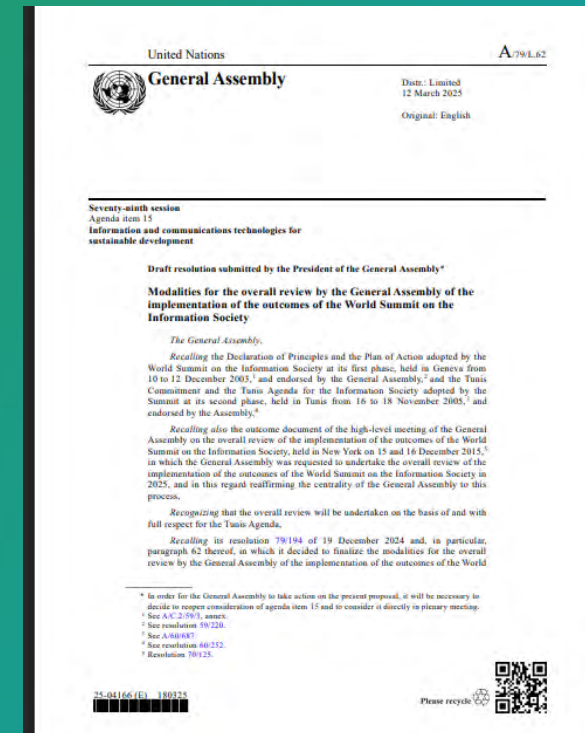 United Nations
A/79/L.62
General Assembly
Distr.: Limited
12 March 2025
Original: English
Seventy-ninth session
Agenda item 15
Information and communications technologies for
sustainable development
Draft resolution submitted by the President of the General Assembly*
Modalities for the overall review by the General Assembly of the
implementation of the outcomes of the World Summit on the
Information Society
The General Assembly,
Recalling the Declaration of Principles and the Plan of Action adopted by the
World Summit on the Information Society at its first phase, held in Geneva from
10 to 12 December 2003,¹ and endorsed by the General Assembly,² and the Tunis
Commitment and the Tunis Agenda for the Information Society adopted by the
Summit at its second phase, held in Tunis from 16 to 18 November 2005,³ and
endorsed by the Assembly,⁴
Recalling also the outcome document of the high-level meeting of the General
Assembly on the overall review of the implementation of the outcomes of the World
Summit on the Information Society, held in New York on 15 and 16 December 2015,⁵
in which the General Assembly was requested to undertake the overall review of the
implementation of the outcomes of the World Summit on the Information Society in
2025, and in this regard reaffirming the centrality of the General Assembly to this
process,
Recognizing that the overall review will be undertaken on the basis of and with
full respect for the Tunis Agenda,
Recalling its resolution 79/194 of 19 December 2024 and, in particular,
paragraph 62 thereof, in which it decided to finalize the modalities for the overall
review by the General Assembly of the implementation of the outcomes of the World
* In order for the General Assembly to take action on the present proposal, it will be necessary to
decide to reopen consideration of agenda item 15 and to consider it directly in plenary meeting.
¹ See A/C.2/59/3, annex.
² See resolution 59/220.
³ See A/60/687.
⁴ See resolution 60/252.
⁵ Resolution 70/125.
25-04166 (E) 180325
Please recycle